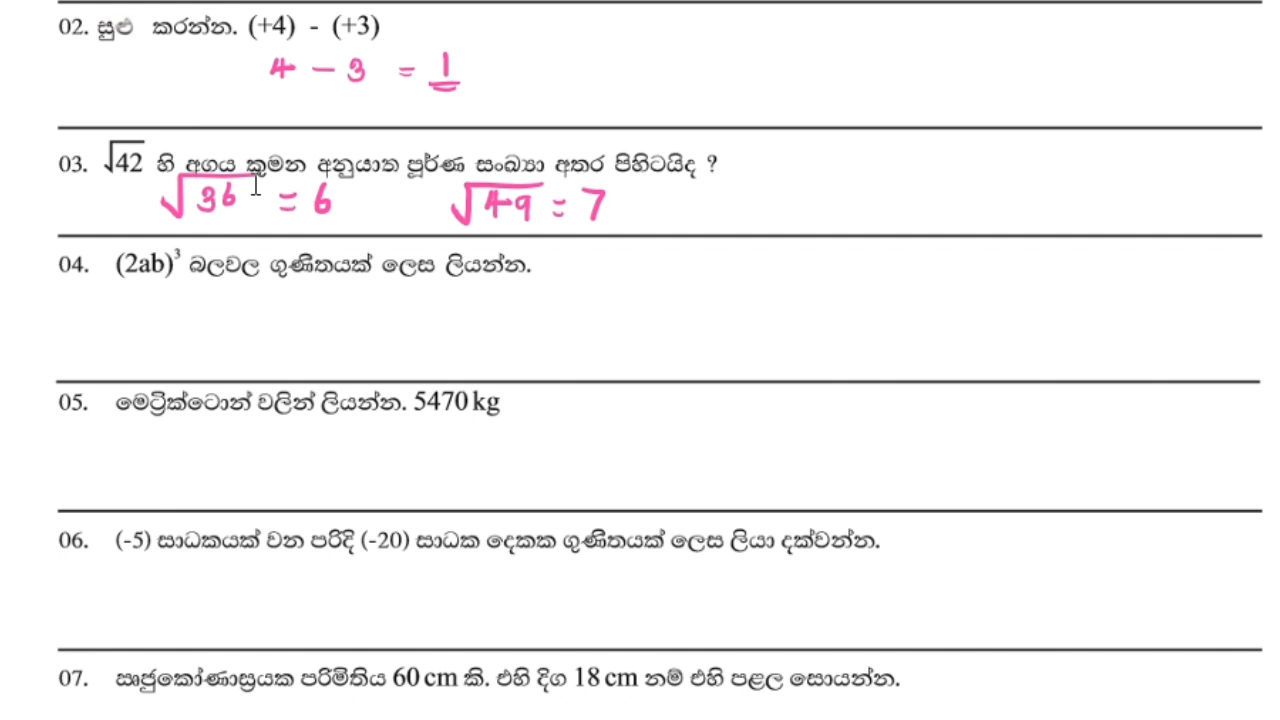 02. සුළු කරන්න. (+4) - (+3)
4 - 3 = 1
03. √42 හි අගය කුමන අනුයාත පූර්ණ සංඛ්‍යා අතර පිහිටයිද ?
√36 = 6 √49 = 7
04. (2ab)³ බලවල ගුණිතයක් ලෙස ලියන්න.
05. මෙට්‍රික්ටොන් වලින් ලියන්න. 5470 kg
06. (-5) සාධකයක් වන පරිදි (-20) සාධක දෙකක ගුණිතයක් ලෙස ලියා දක්වන්න.
07. ඍජුකෝණාස්‍රයක පරිමිතිය 60 cm කි. එහි දිග 18 cm නම් එහි පළල සොයන්න.